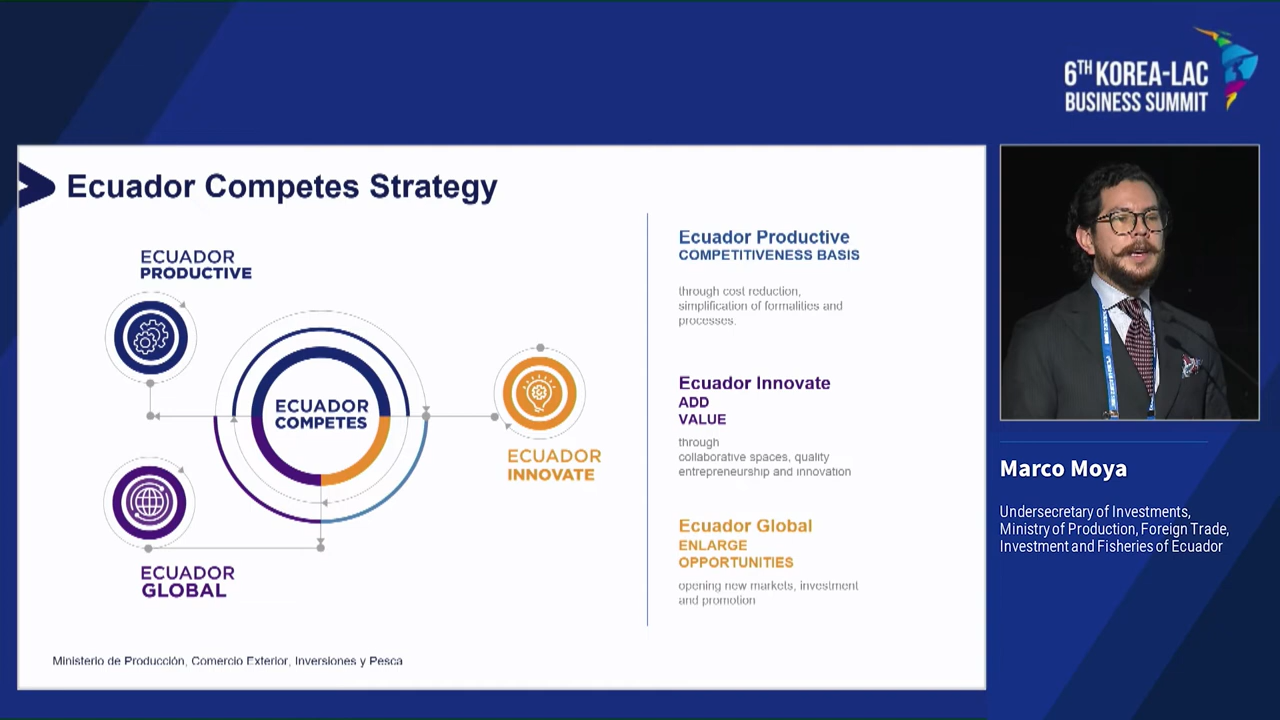 6TH KOREA-LAC
BUSINESS SUMMIT
Ecuador Competes Strategy
ECUADOR
PRODUCTIVE
ECUADOR
COMPETES
ECUADOR
INNOVATE
ECUADOR
GLOBAL
Ecuador Productive
COMPETITIVENESS BASIS
through cost reduction,
simplification of formalities and
processes.
Ecuador Innovate
ADD
VALUE
through
collaborative spaces, quality
entrepreneurship and innovation
Ecuador Global
ENLARGE
OPPORTUNITIES
opening new markets, investment
and promotion
Ministerio de Producción, Comercio Exterior, Inversiones y Pesca
Marco Moya
Undersecretary of Investments,
Ministry of Production, Foreign Trade,
Investment and Fisheries of Ecuador